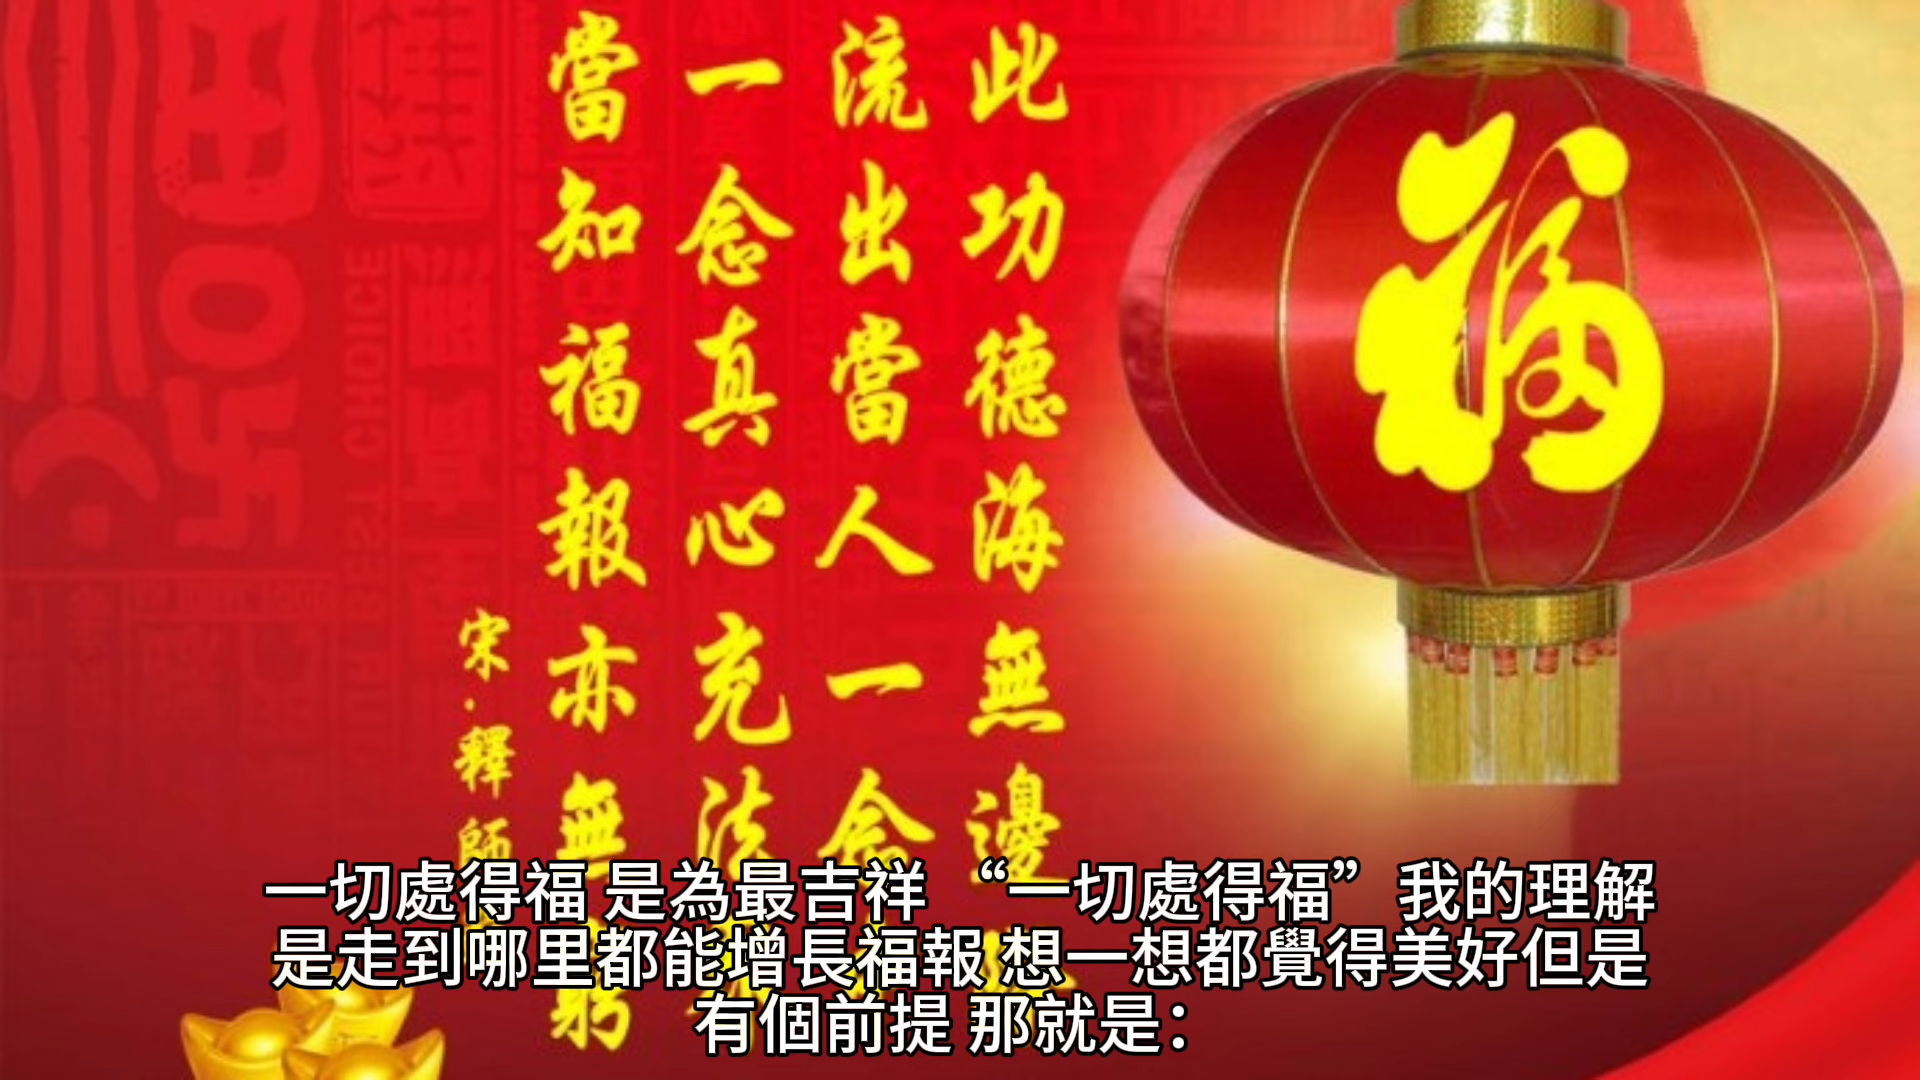 此功德海無邊
流出當人一念
一念真心充法
當知福報亦無窮
宋·釋師
福
CHOICE
一切處得福 是為最吉祥 “一切處得福”我的理解
是走到哪里都能增長福報 想一想都覺得美好但是
有個前提 那就是：